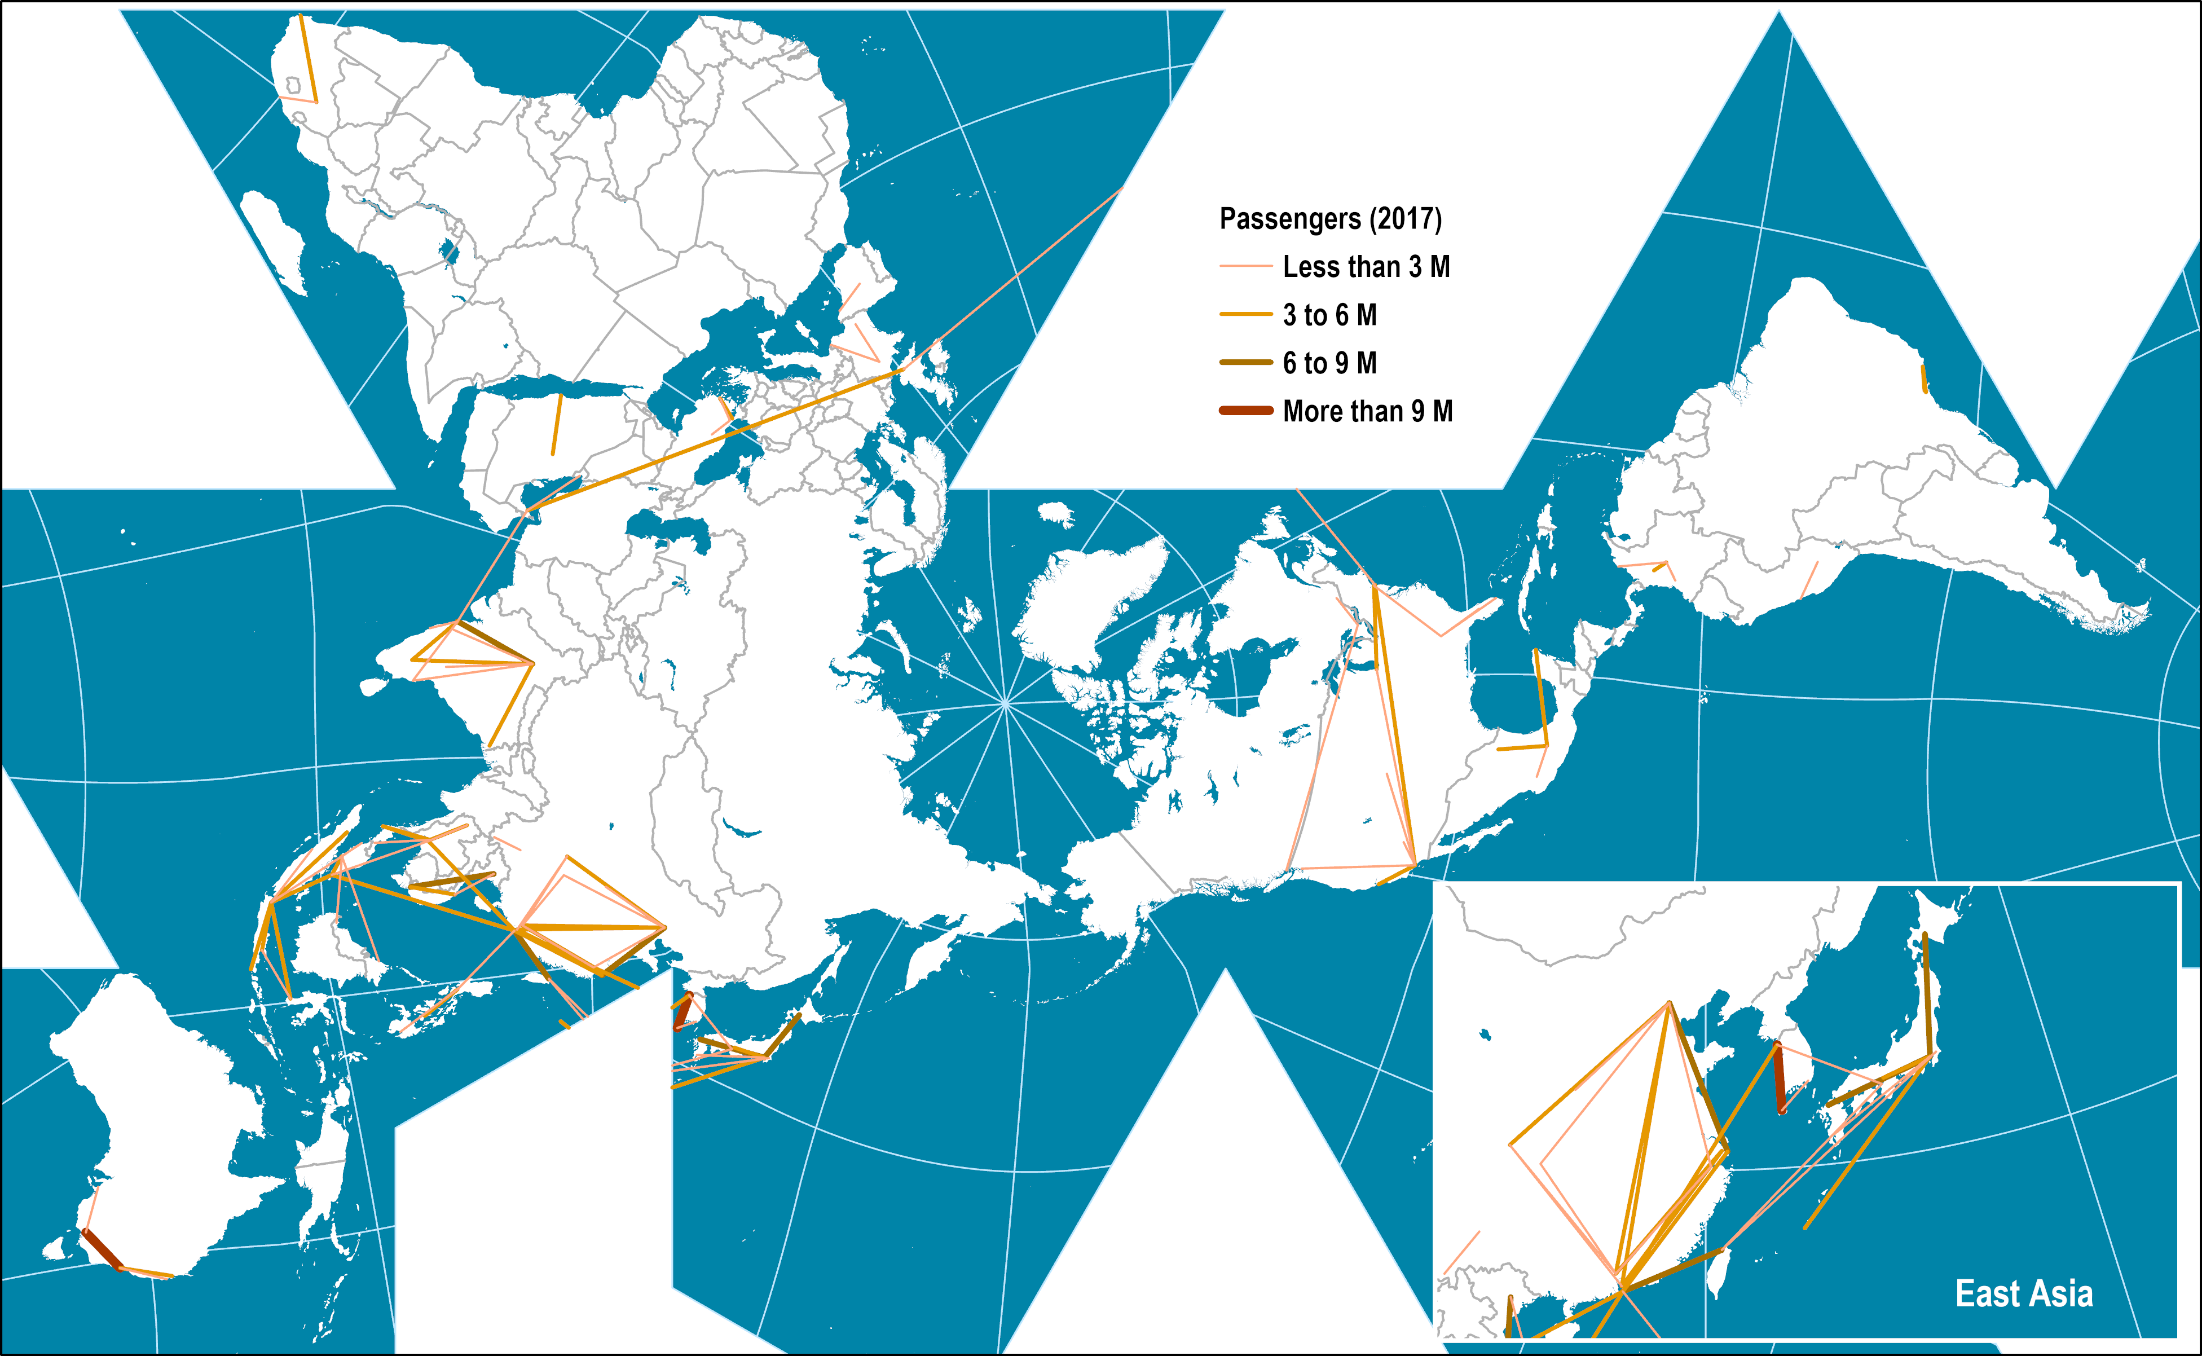 Passengers (2017)
Less than 3 M
3 to 6 M
6 to 9 M
More than 9 M
East Asia